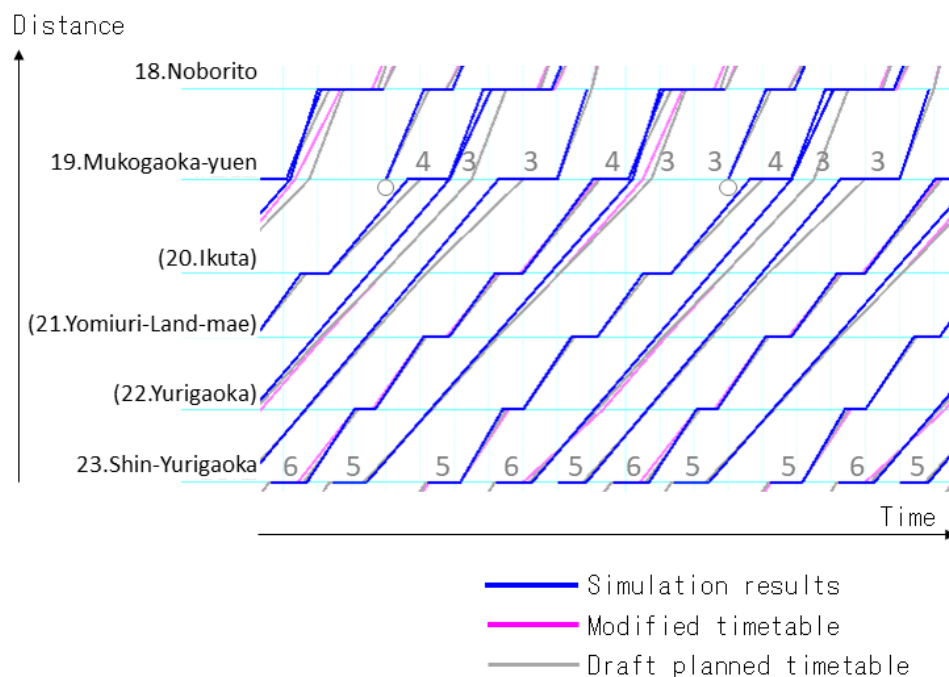 Distance
18.Noborito
19.Mukogaoka-yuen
4 3 3 4 3 3 4 3 3
(20.Ikuta)
(21.Yomiuri-Land-mae)
(22.Yurigaoka)
23.Shin-Yurigaoka
6 5 5 6 5 6 5 5 6 5
Time
Simulation results
Modified timetable
Draft planned timetable